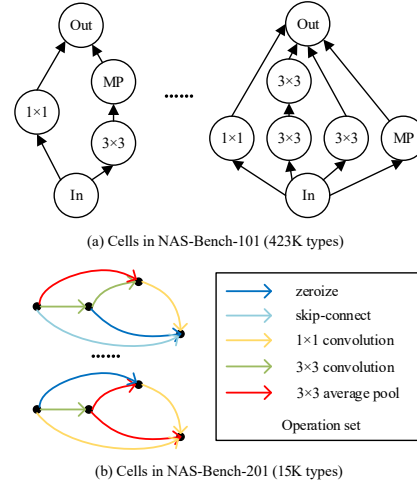 Out
Out
MP
3×3
1×1
......
1×1
3×3
3×3
MP
3×3
In
In
(a) Cells in NAS-Bench-101 (423K types)
zeroize
skip-connect
......
1×1 convolution
3×3 convolution
3×3 average pool
Operation set
(b) Cells in NAS-Bench-201 (15K types)